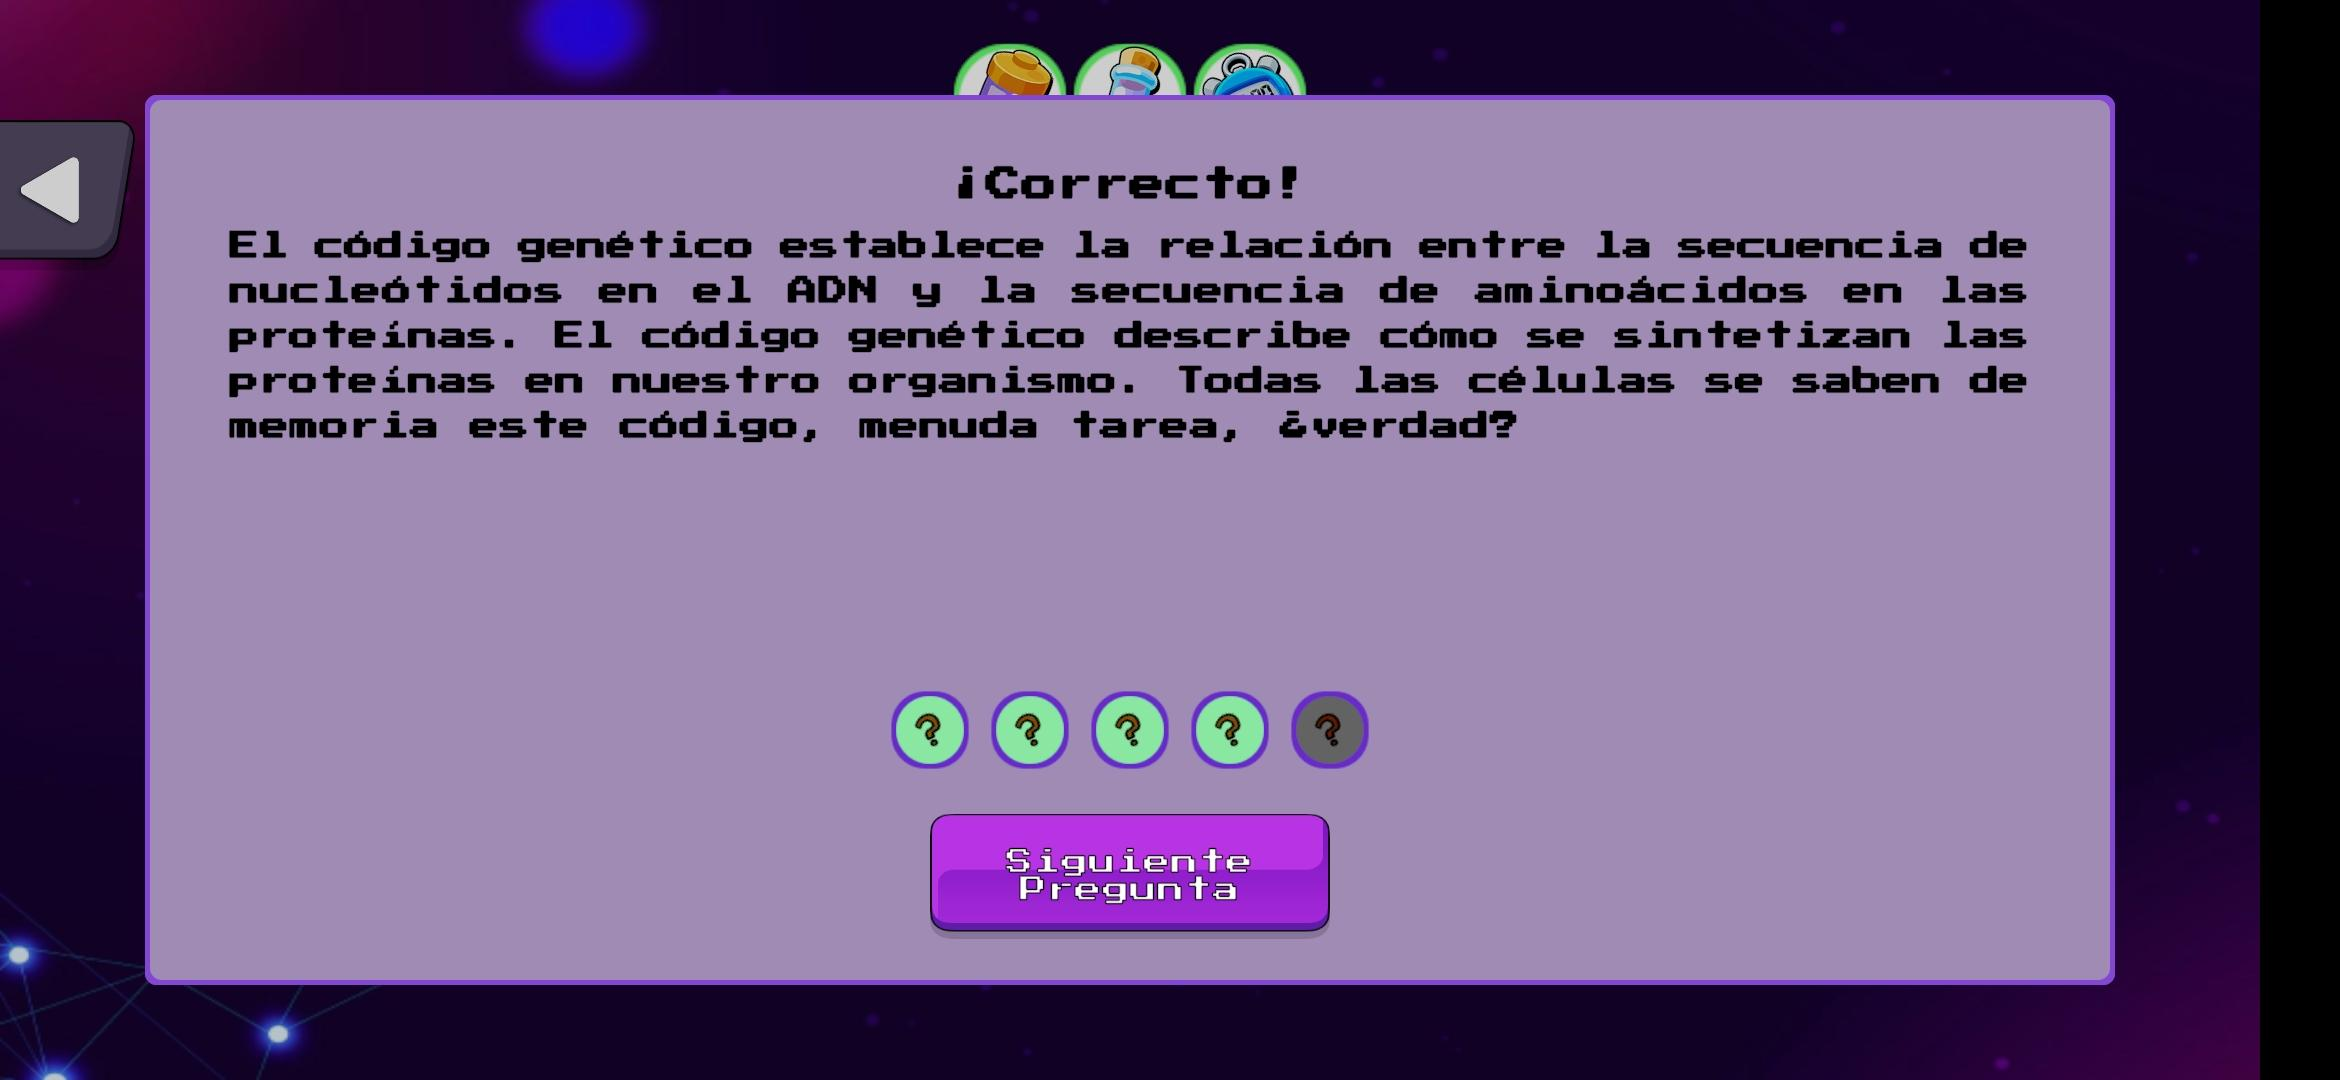 ¡Correcto!
El código genético establece la relación entre la secuencia de
nucleótidos en el ADN y la secuencia de aminoácidos en las
proteínas. El código genético describe cómo se sintetizan las
proteínas en nuestro organismo. Todas las células se saben de
memoria este código, menuda tarea, ¿verdad?
? ? ? ? ?
Siguiente
Pregunta